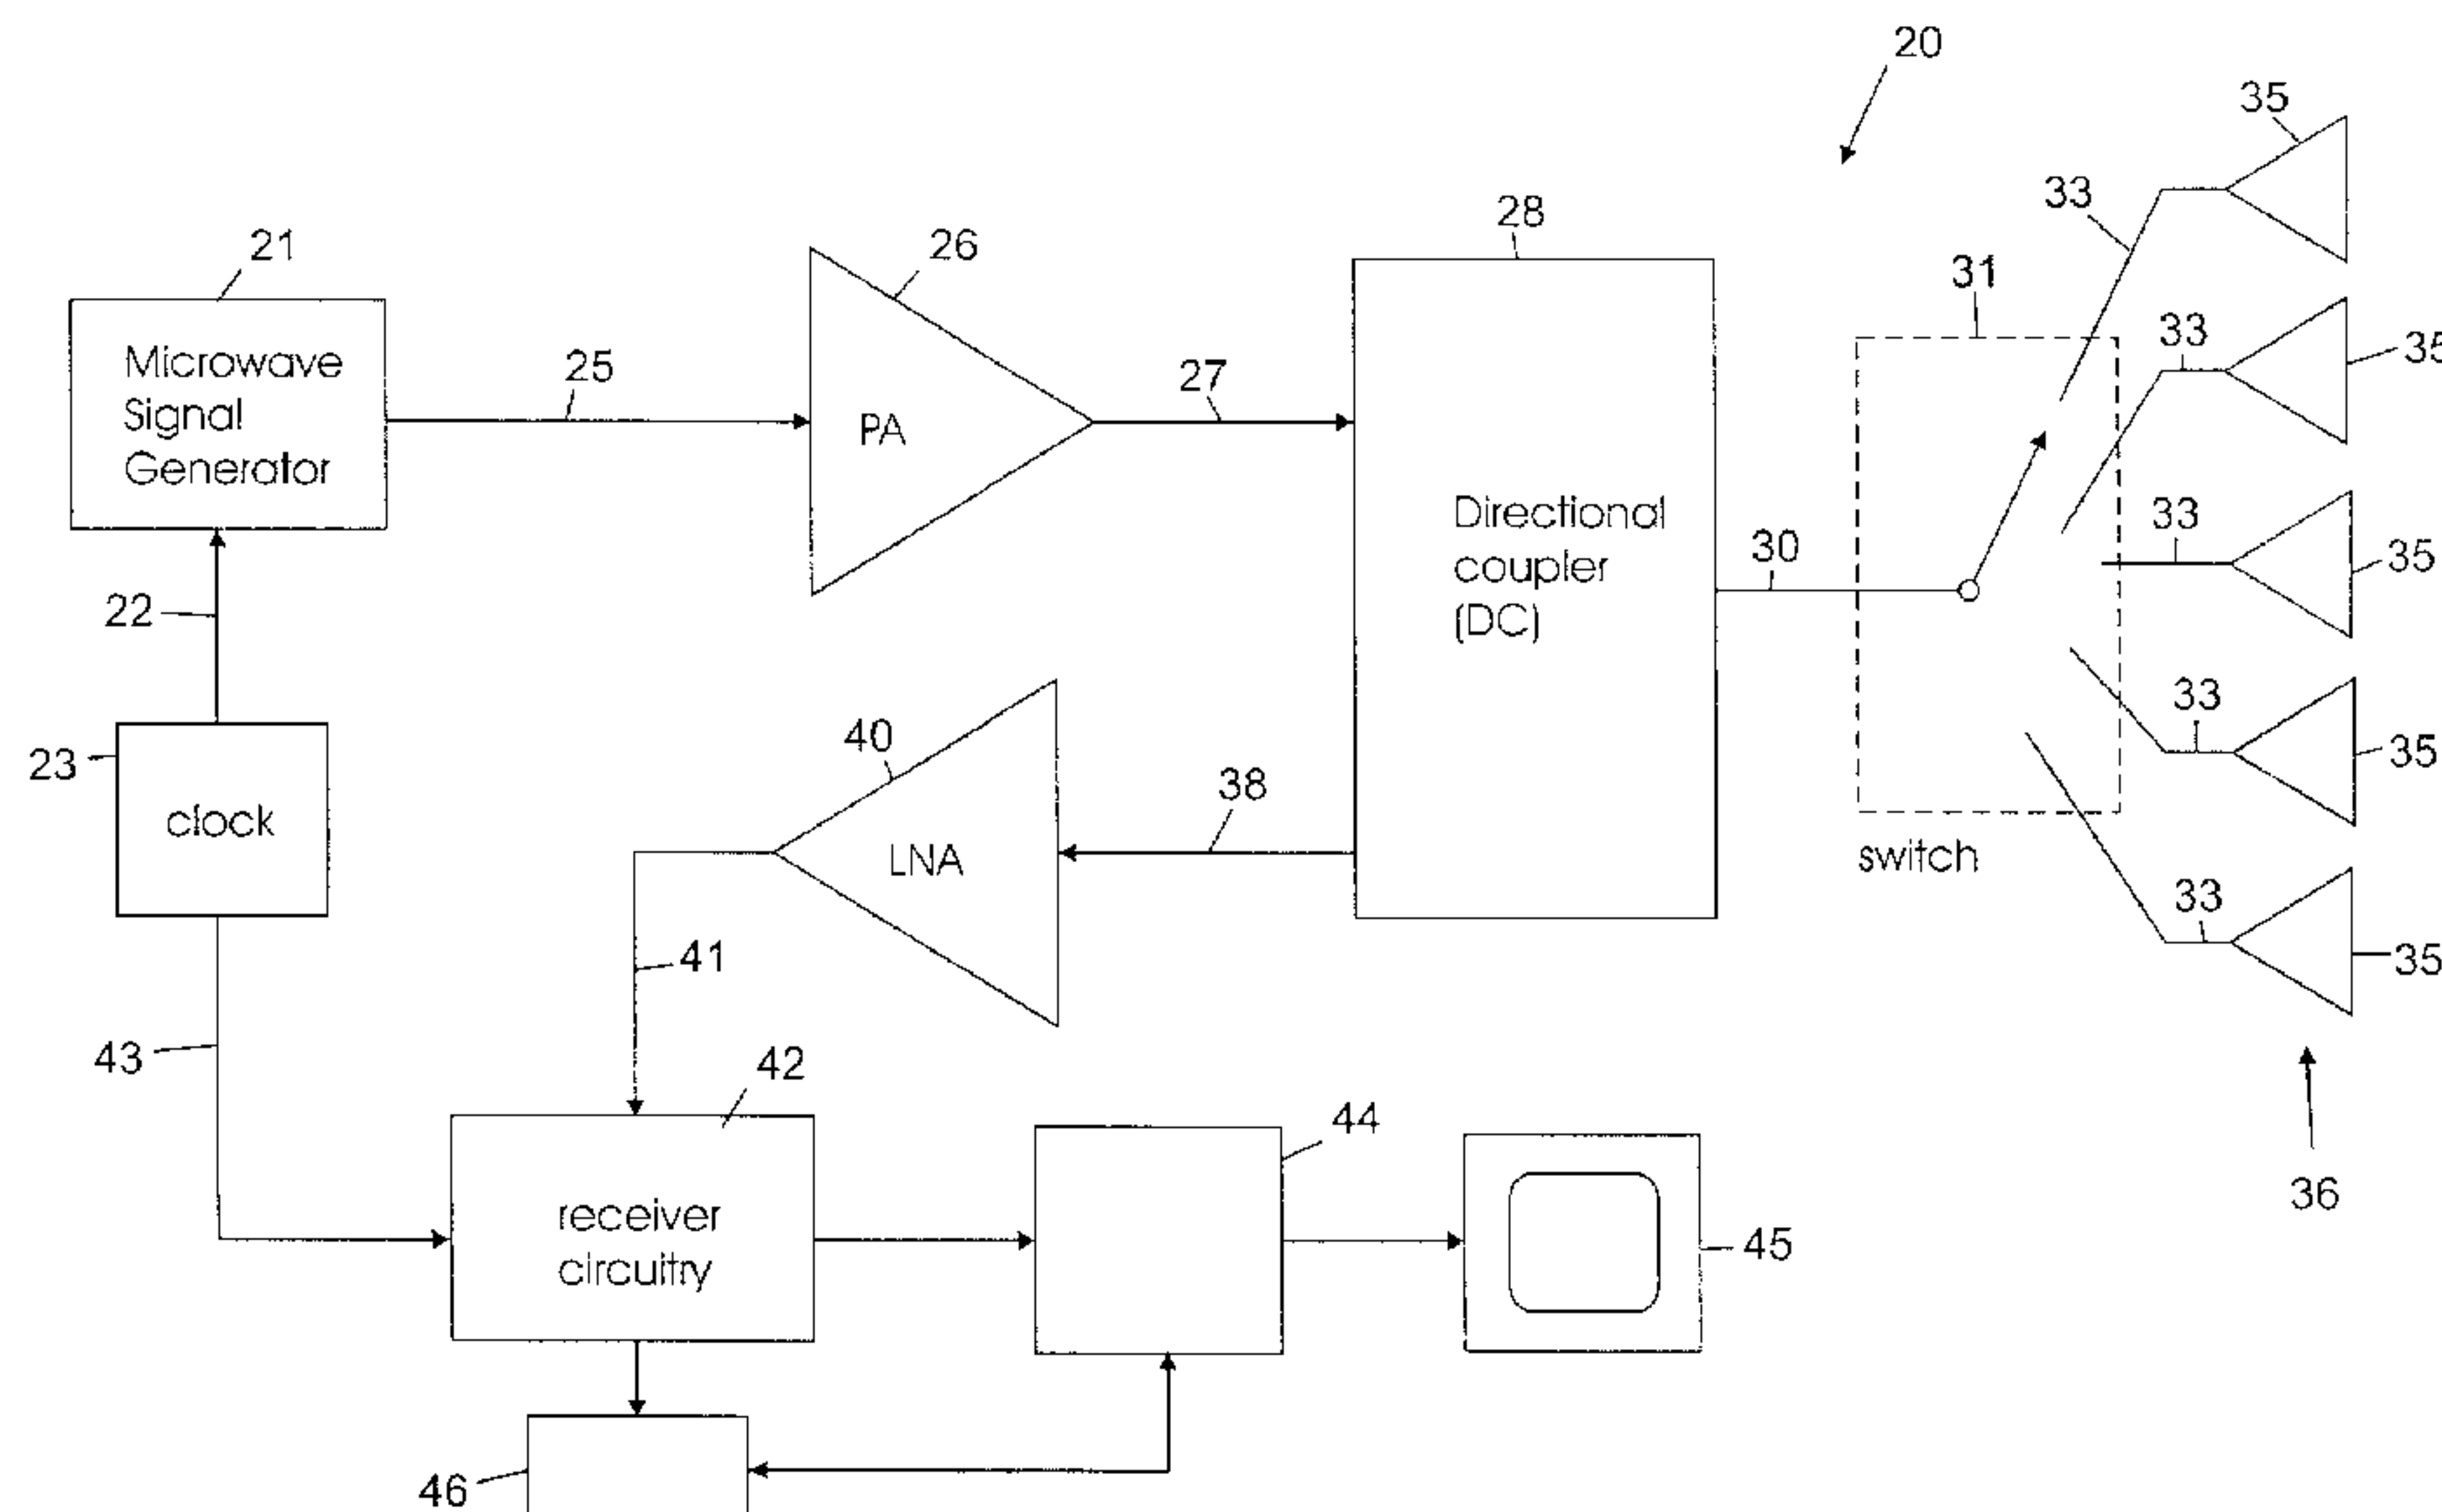 20
35
33
28
21
26
31
33
35
Microwave
Signal
Generator
25
27
PA
33
35
Directional
coupler
(DC)
30
22
33
35
23
40
38
clock
LNA
switch
33
35
41
43
42
44
36
receiver
circuitry
45
46